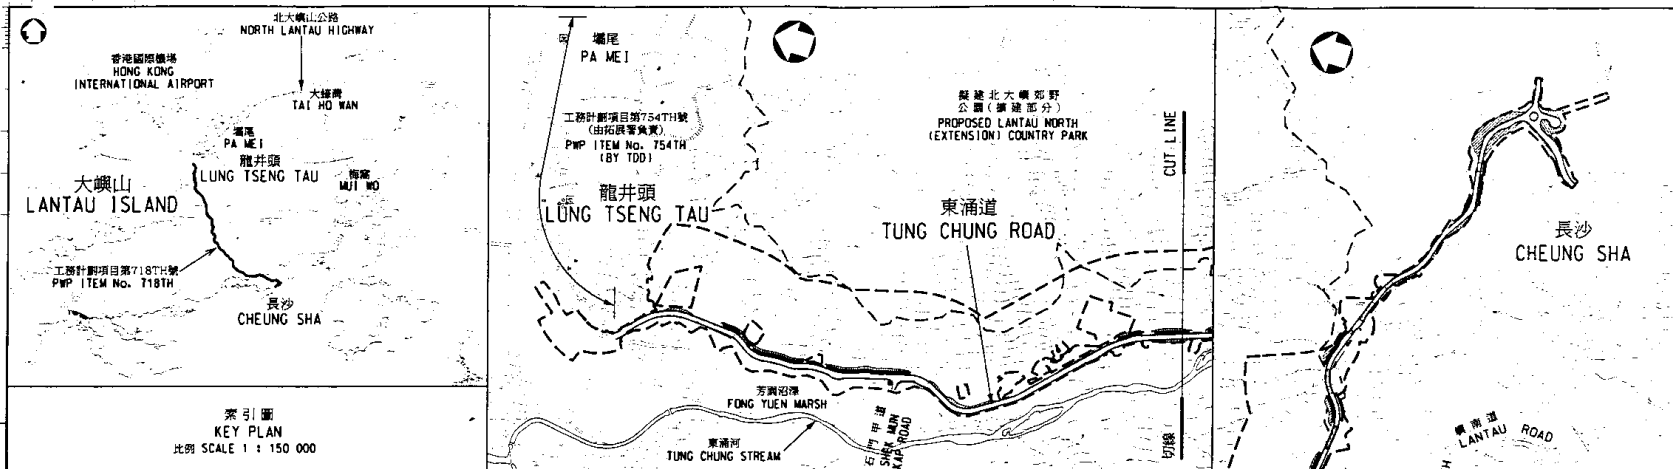 北大嶼山公路
NORTH LANTAU HIGHWAY
香港國際機場
HONG KONG
INTERNATIONAL AIRPORT
大蠔灣
TAI HO WAN
壩尾
PA MEI
龍井頭
LUNG TSENG TAU
梅窩
MUI WO
大嶼山
LANTAU ISLAND
工務計劃項目第718TH號
PWP ITEM No. 718TH
長沙
CHEUNG SHA
索引圖
KEY PLAN
比例 SCALE 1 : 150 000
壩尾
PA MEI
工務計劃項目第754TH號
(由拓展署負責)
PWP ITEM No. 754TH
(BY TDD)
龍井頭
LUNG TSENG TAU
擬建北大嶼郊野
公園(擴建部分)
PROPOSED LANTAU NORTH
(EXTENSION) COUNTRY PARK
CUT LINE
東涌道
TUNG CHUNG ROAD
芳園沼澤
FONG YUEN MARSH
東涌河
TUNG CHUNG STREAM
石門甲道
SHEK MUN
KAP ROAD
切線
長沙
CHEUNG SHA
嶼南道
LANTAU ROAD
H